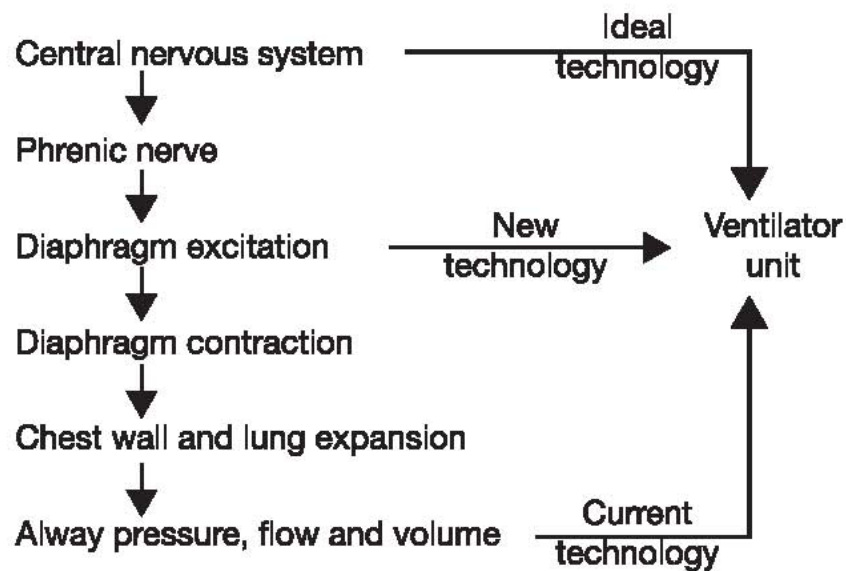 Central nervous system
Ideal
technology
Phrenic nerve
Diaphragm excitation
New
technology
Ventilator
unit
Diaphragm contraction
Chest wall and lung expansion
Alway pressure, flow and volume
Current
technology